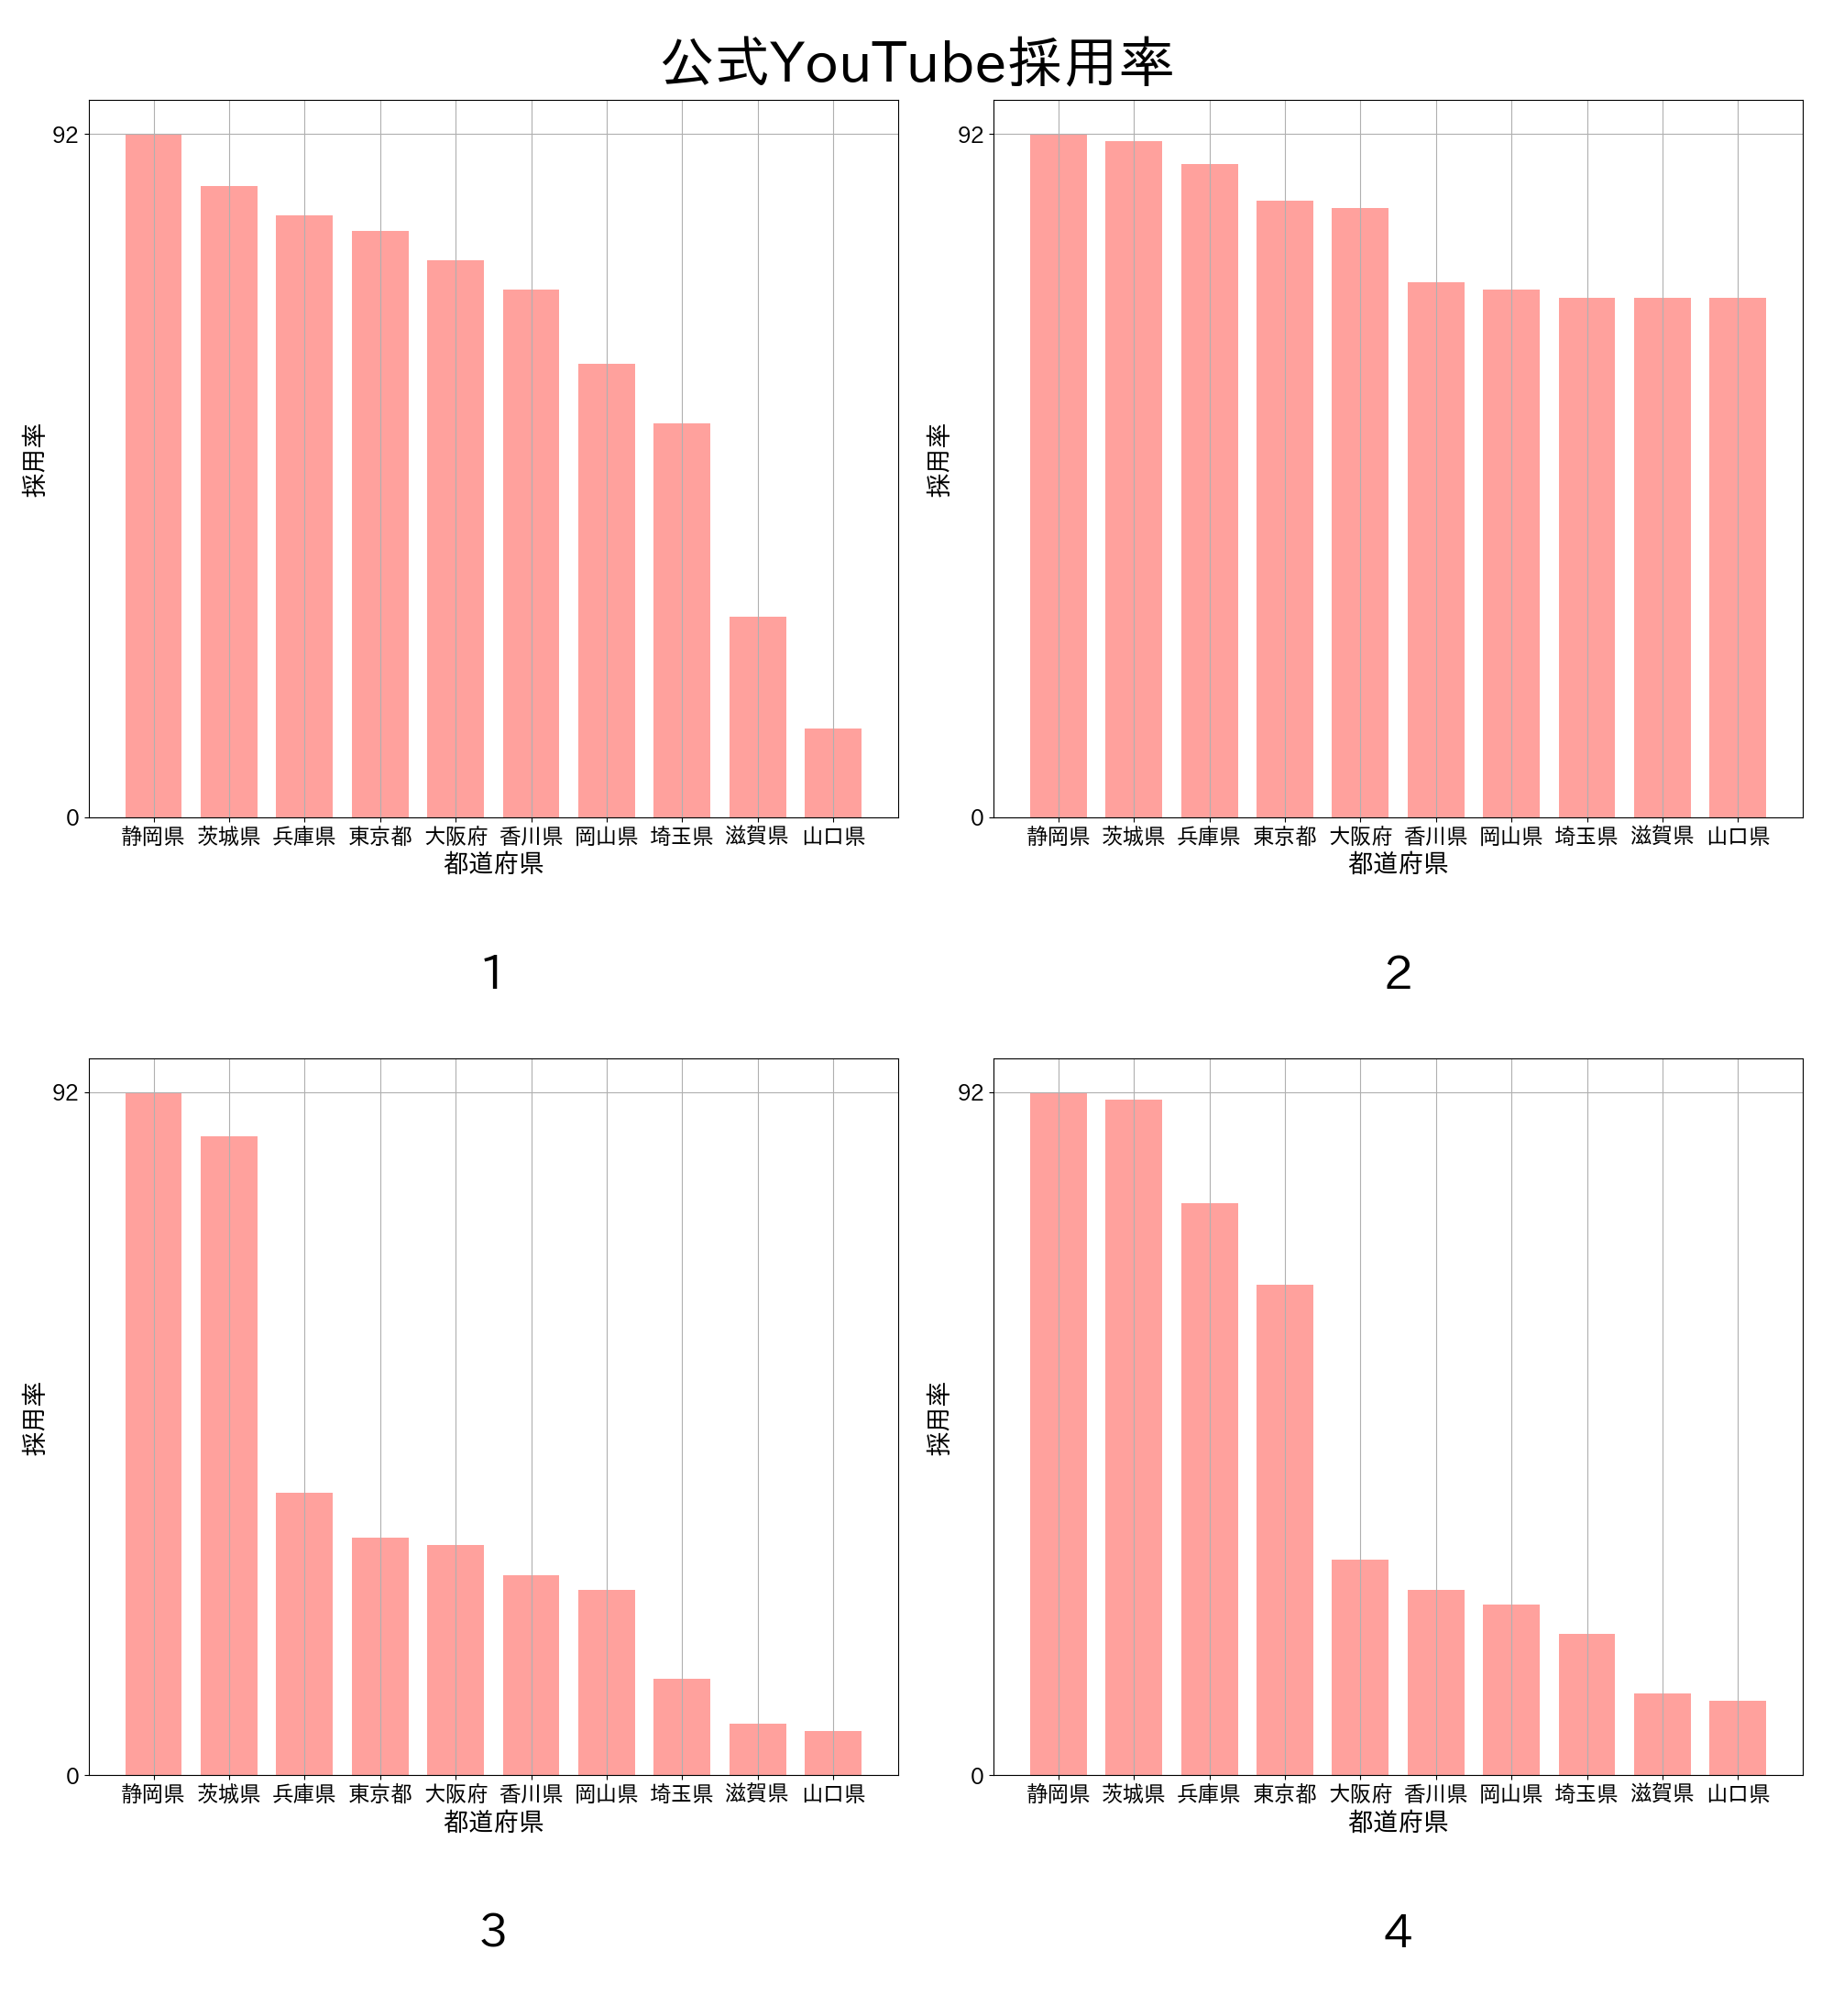 公式YouTube採用率
92
0
採用率
静岡県 茨城県 兵庫県 東京都 大阪府 香川県 岡山県 埼玉県 滋賀県 山口県
都道府県
1
92
0
採用率
静岡県 茨城県 兵庫県 東京都 大阪府 香川県 岡山県 埼玉県 滋賀県 山口県
都道府県
2
92
0
採用率
静岡県 茨城県 兵庫県 東京都 大阪府 香川県 岡山県 埼玉県 滋賀県 山口県
都道府県
3
92
0
採用率
静岡県 茨城県 兵庫県 東京都 大阪府 香川県 岡山県 埼玉県 滋賀県 山口県
都道府県
4